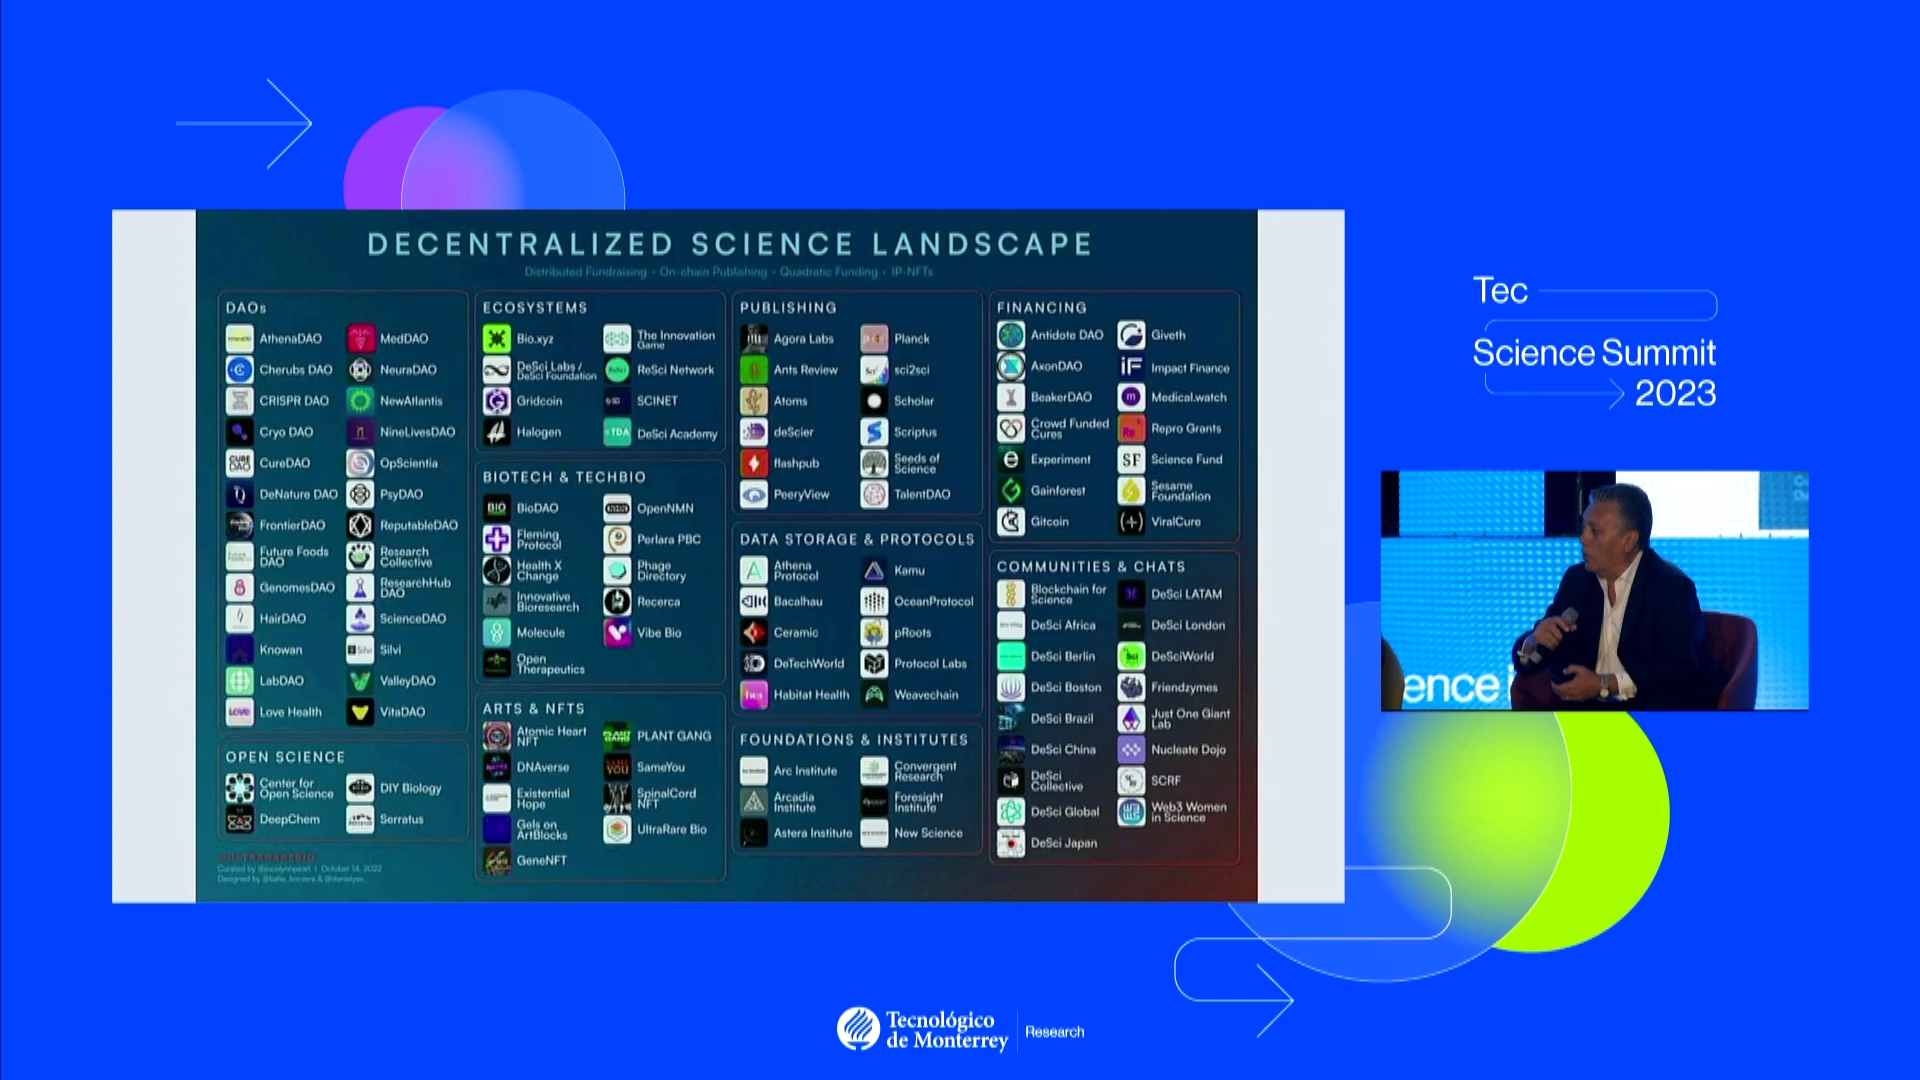 DECENTRALIZED SCIENCE LANDSCAPE
Distributed Fundraising • On-chain Publishing • Quadratic Funding • IP-NFTs
DAOs
AthenaDAO
MedDAO
Cherubs DAO
NeuraDAO
CRISPR DAO
NewAtlantis
Cryo DAO
NineLivesDAO
CureDAO
OpScientia
DeNature DAO
PsyDAO
FrontierDAO
ReputableDAO
Future Foods
DAO
Research
Collective
GenomesDAO
ResearchHub
DAO
HairDAO
ScienceDAO
Knowan
Silvi
LabDAO
ValleyDAO
Love Health
VitaDAO
OPEN SCIENCE
Center for
Open Science
DIY Biology
DeepChem
Serratus
Curated by @jocelynnpearl | October 14, 2022
ECOSYSTEMS
Bio.xyz
The Innovation
Game
DeSci Labs /
DeSci Foundation
ReSci Network
Gridcoin
SCINET
Halogen
DeSci Academy
BIOTECH & TECHBIO
BioDAO
OpenNMN
Fleming
Protocol
Perlara PBC
Health X
Change
Phage
Directory
Innovative
Bioresearch
Recerca
Molecule
Vibe Bio
Open
Therapeutics
ARTS & NFTS
Atomic Heart
NFT
PLANT GANG
DNAverse
SameYou
Existential
Hope
SpinalCord
NFT
Gels on
ArtBlocks
UltraRare Bio
GeneNFT
PUBLISHING
Agora Labs
Planck
Ants Review
sci2sci
Atoms
Scholar
deScier
Scriptus
flashpub
Seeds of
Science
PeeryView
TalentDAO
DATA STORAGE & PROTOCOLS
Athena
Protocol
Kamu
Bacalhau
OceanProtocol
Ceramic
pRoots
DeTechWorld
Protocol Labs
Habitat Health
Weavechain
FOUNDATIONS & INSTITUTES
Arc Institute
Convergent
Research
Arcadia
Institute
Foresight
Institute
Astera Institute
New Science
FINANCING
Antidote DAO
Giveth
AxonDAO
Impact Finance
BeakerDAO
Medical.watch
Crowd Funded
Cures
Repro Grants
Experiment
Science Fund
Gainforest
Sesame
Foundation
Gitcoin
ViralCure
COMMUNITIES & CHATS
Blockchain for
Science
DeSci LATAM
DeSci Africa
DeSci London
DeSci Berlin
DeSciWorld
DeSci Boston
Friendzymes
DeSci Brazil
Just One Giant
Lab
DeSci China
Nucleate Dojo
DeSci
Collective
SCRF
DeSci Global
Web3 Women
in Science
DeSci Japan
Tec
Science Summit
2023
ence
Tecnológico
de Monterrey
Research